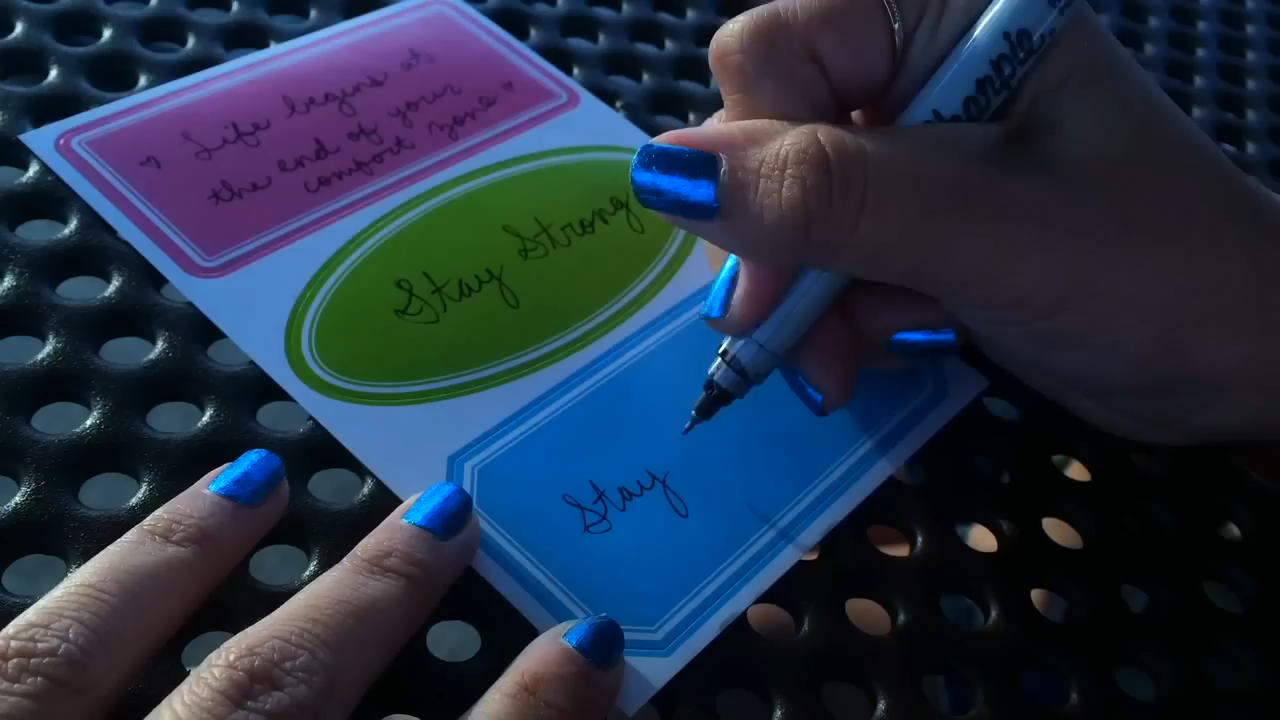 Life begins at
the end of your
comfort zone
Stay Strong
Stay
Sharpie